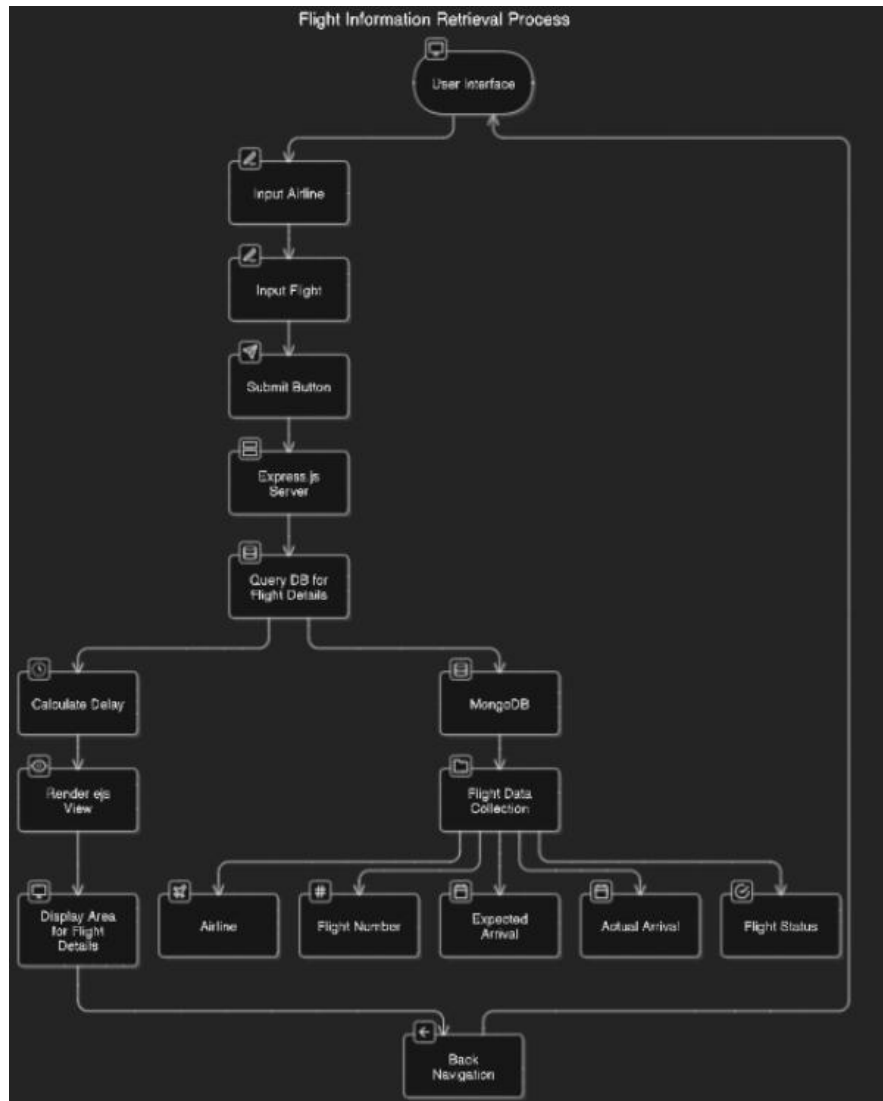 Flight Information Retrieval Process
User Interface
Input Airline
Input Flight
Submit Button
Express.js
Server
Query DB for
Flight Details
Calculate Delay
MongoDB
Render ejs
View
Flight Data
Collection
Display Area
for Flight
Details
Airline
#
Flight Number
Expected
Arrival
Actual Arrival
Flight Status
Back
Navigation